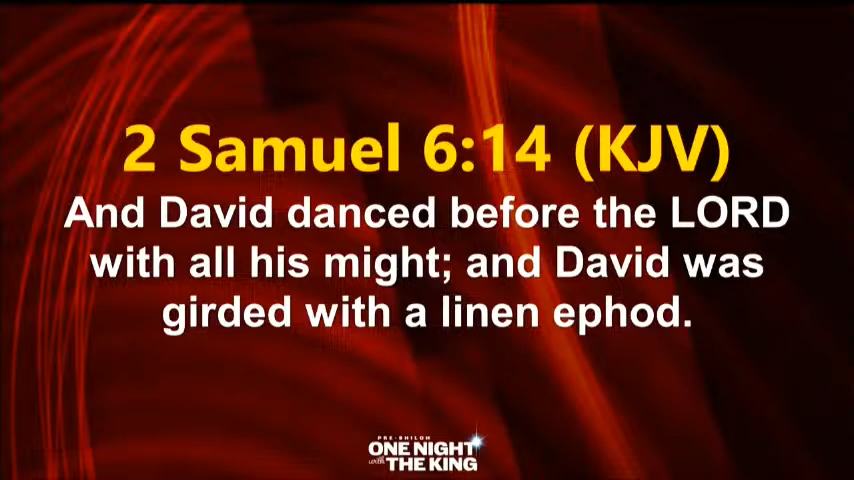 2 Samuel 6:14 (KJV)
And David danced before the LORD
with all his might; and David was
girded with a linen ephod.
PRE-SHILOH
ONE NIGHT
with THE KING